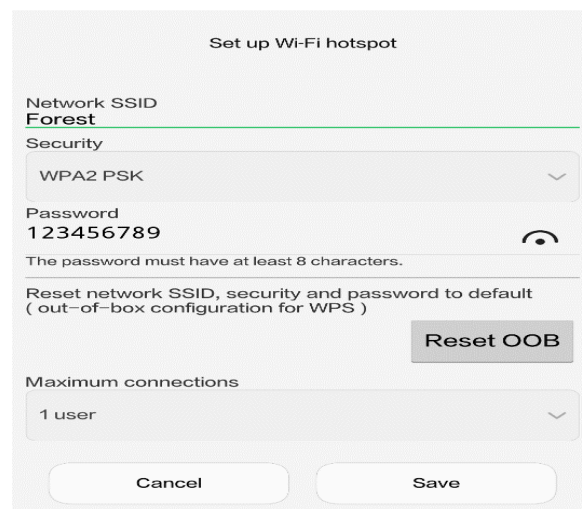 Set up Wi-Fi hotspot
Network SSID
Forest
Security
WPA2 PSK
Password
123456789
The password must have at least 8 characters.
Reset network SSID, security and password to default
( out-of-box configuration for WPS )
Reset OOB
Maximum connections
1 user
Cancel Save